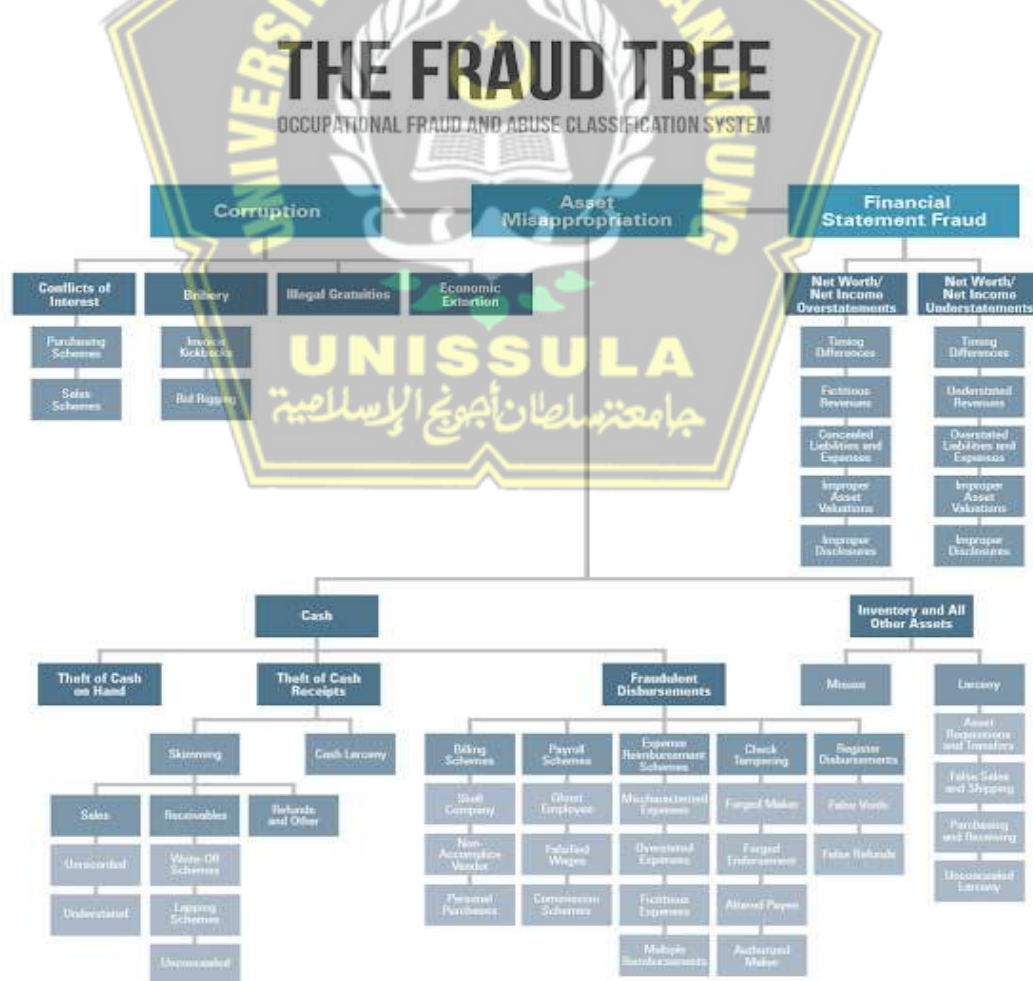 UNIVERSITAS ISLAM SULTAN AGUNG
THE FRAUD TREE
OCCUPATIONAL FRAUD AND ABUSE CLASSIFICATION SYSTEM
Corruption
Asset
Misappropriation
Financial
Statement Fraud
Conflicts of
Interest
Bribery
Illegal Gratuities
Economic
Extortion
Net Worth/
Net Income
Overstatements
Net Worth/
Net Income
Understatements
Purchasing
Schemes
Sales
Schemes
Invoice
Kickbacks
Bid Rigging
Timing
Differences
Fictitious
Revenues
Concealed
Liabilities and
Expenses
Improper
Asset
Valuations
Improper
Disclosures
Timing
Differences
Understated
Revenues
Overstated
Liabilities and
Expenses
Improper
Asset
Valuations
Improper
Disclosures
UNISSULA
جامعة سلطان أجونج الإسلامية
Cash
Inventory and All
Other Assets
Theft of Cash
on Hand
Theft of Cash
Receipts
Fraudulent
Disbursements
Misuse
Larceny
Skimming
Cash Larceny
Sales
Receivables
Refunds
and Other
Unrecorded
Understated
Write-Off
Schemes
Lapping
Schemes
Unconcealed
Billing
Schemes
Shell
Company
Non-
Accomplice
Vendor
Personal
Purchases
Payroll
Schemes
Ghost
Employee
Falsified
Wages
Commission
Schemes
Expense
Reimbursement
Schemes
Mischaracterized
Expenses
Overstated
Expenses
Fictitious
Expenses
Multiple
Reimbursements
Check
Tampering
Forged Maker
Forged
Endorsement
Altered Payee
Authorized
Maker
Register
Disbursements
False Voids
False Refunds
Asset
Requisitions
and Transfers
False Sales
and Shipping
Purchasing
and Receiving
Unconcealed
Larceny